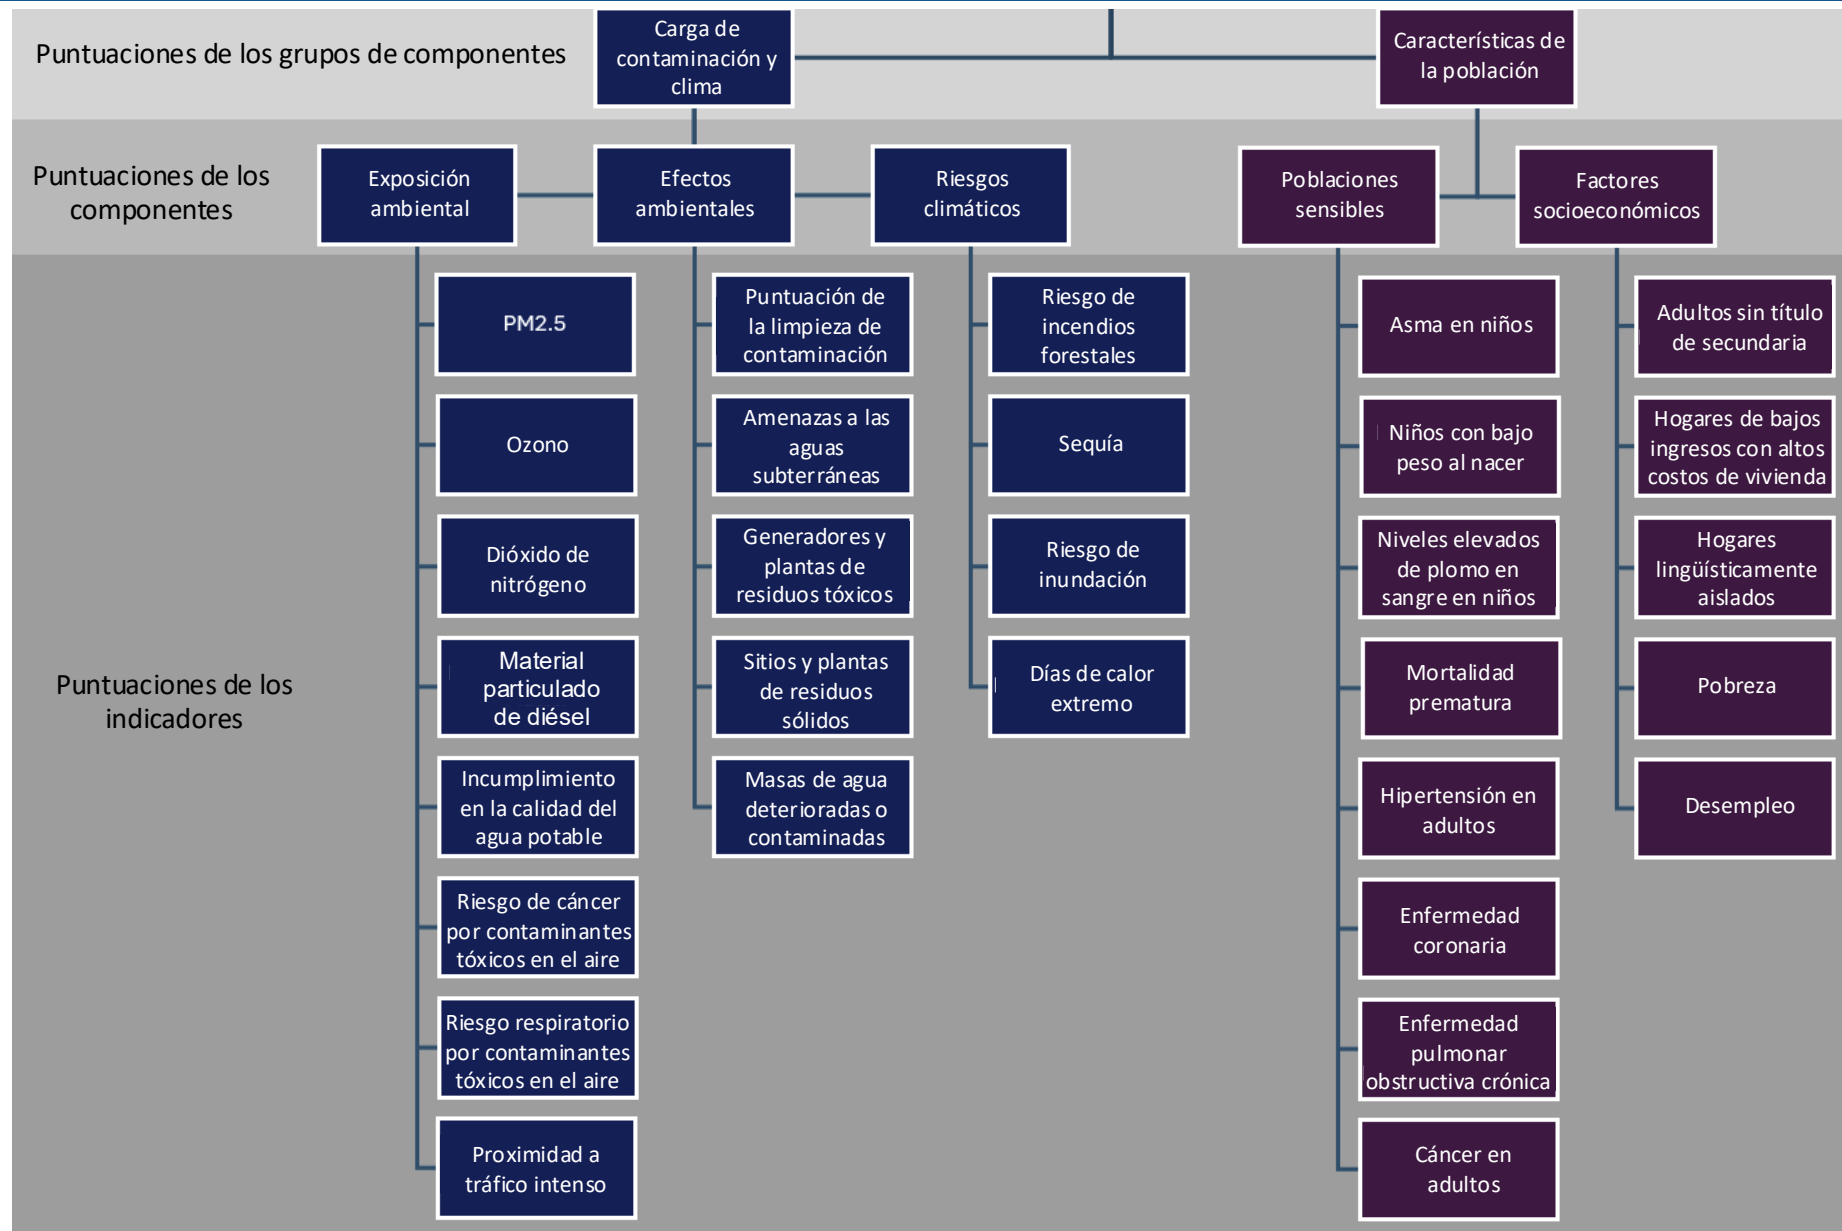 Puntuaciones de los grupos de componentes
Carga de
contaminación y
clima
Características de
la población
Puntuaciones de los
componentes
Exposición
ambiental
Efectos
ambientales
Riesgos
climáticos
Poblaciones
sensibles
Factores
socioeconómicos
Puntuaciones de los
indicadores
PM2.5
Ozono
Dióxido de
nitrógeno
Material
particulado
de diésel
Incumplimiento
en la calidad del
agua potable
Riesgo de cáncer
por contaminantes
tóxicos en el aire
Riesgo respiratorio
por contaminantes
tóxicos en el aire
Proximidad a
tráfico intenso
Puntuación de
la limpieza de
contaminación
Amenazas a las
aguas
subterráneas
Generadores y
plantas de
residuos tóxicos
Sitios y plantas
de residuos
sólidos
Masas de agua
deterioradas o
contaminadas
Riesgo de
incendios
forestales
Sequía
Riesgo de
inundación
Días de calor
extremo
Asma en niños
Niños con bajo
peso al nacer
Niveles elevados
de plomo en
sangre en niños
Mortalidad
prematura
Hipertensión en
adultos
Enfermedad
coronaria
Enfermedad
pulmonar
obstructiva crónica
Cáncer en
adultos
Adultos sin título
de secundaria
Hogares de bajos
ingresos con altos
costos de vivienda
Hogares
lingüísticamente
aislados
Pobreza
Desempleo